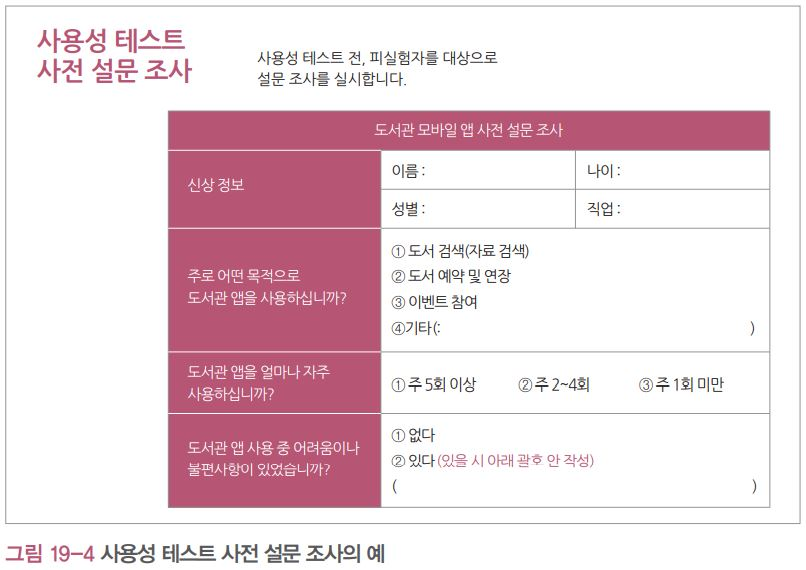 사용성 테스트
사전 설문 조사
사용성 테스트 전, 피실험자를 대상으로
설문 조사를 실시합니다.
도서관 모바일 앱 사전 설문 조사
신상 정보
이름 :
나이 :
성별 :
직업 :
주로 어떤 목적으로
도서관 앱을 사용하십니까?
① 도서 검색(자료 검색)
② 도서 예약 및 연장
③ 이벤트 참여
④기타(: )
도서관 앱을 얼마나 자주
사용하십니까?
① 주 5회 이상 ② 주 2~4회 ③ 주 1회 미만
도서관 앱 사용 중 어려움이나
불편사항이 있었습니까?
① 없다
② 있다(있을 시 아래 괄호 안 작성)
( )
그림 19-4 사용성 테스트 사전 설문 조사의 예